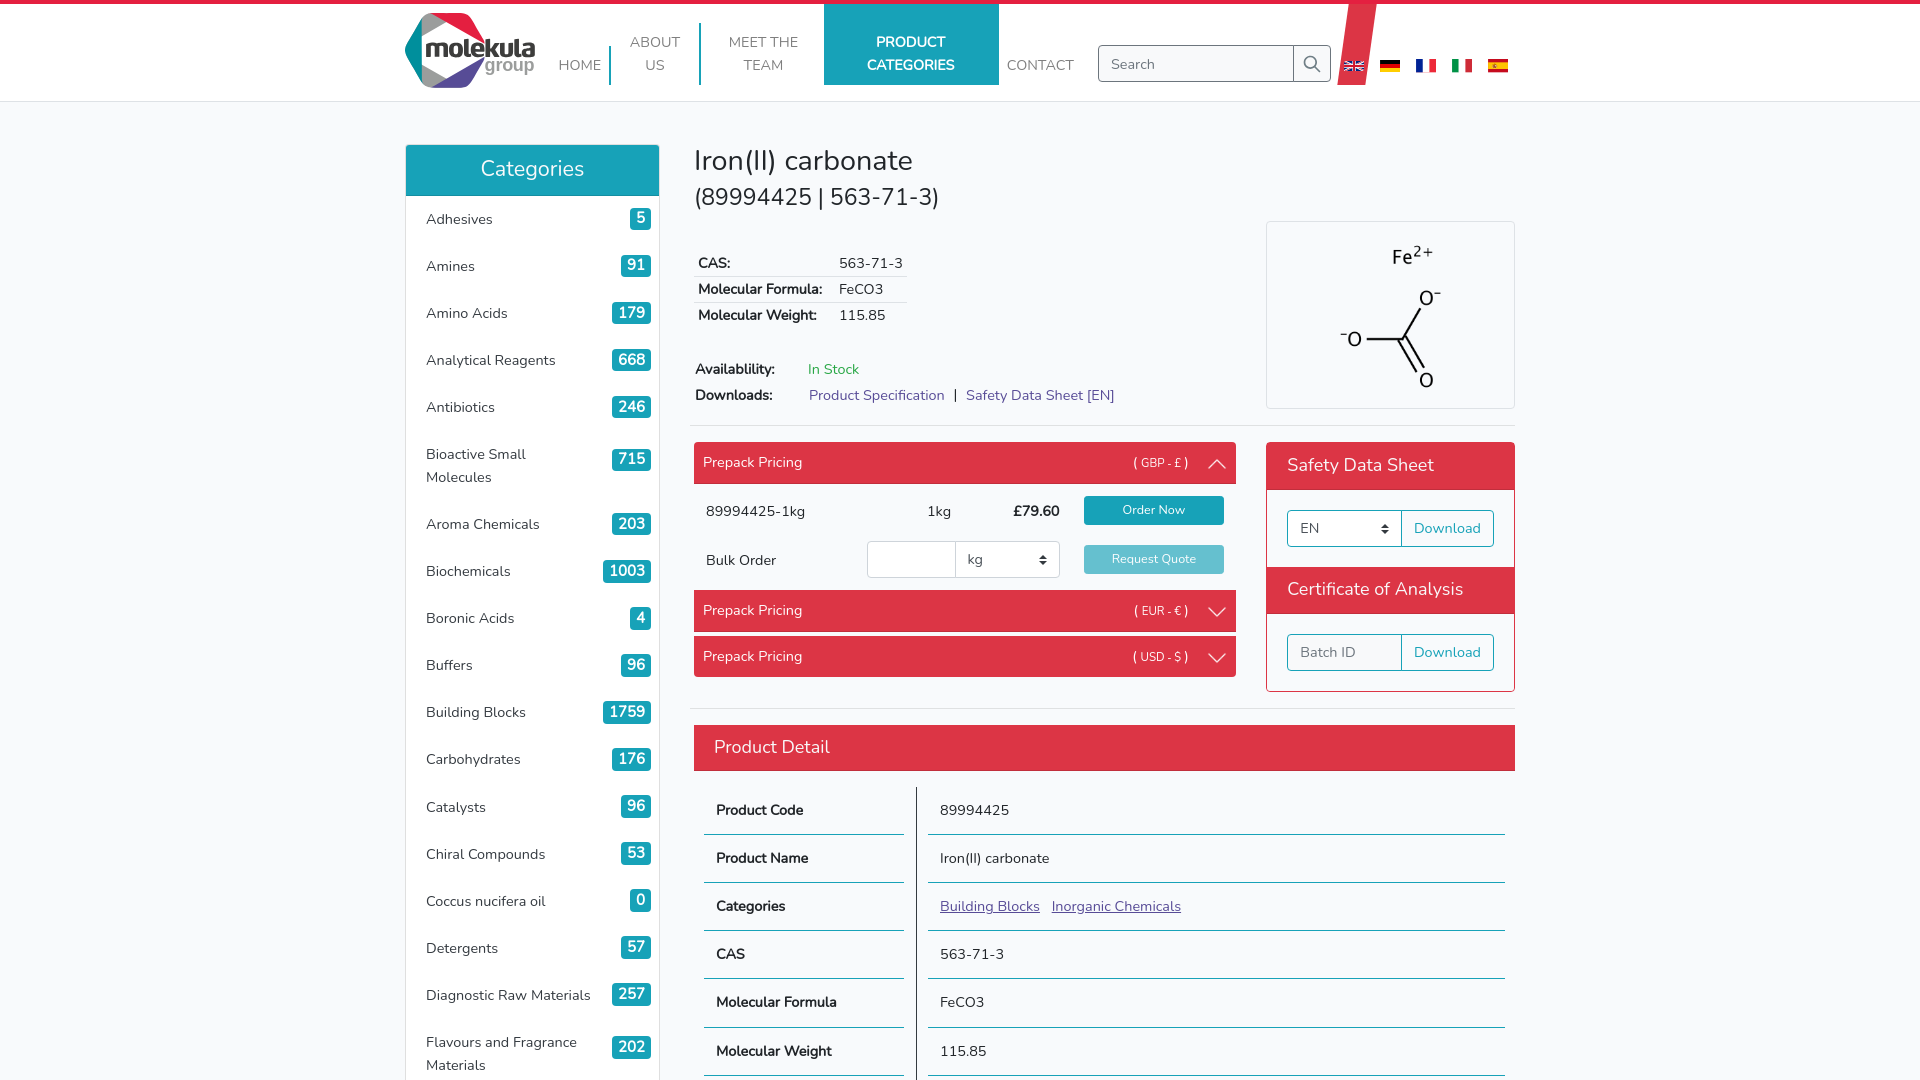 molekula
group
HOME
ABOUT
US
MEET THE
TEAM
PRODUCT
CATEGORIES
CONTACT
Search
Categories
Adhesives 5
Amines 91
Amino Acids 179
Analytical Reagents 668
Antibiotics 246
Bioactive Small
Molecules 715
Aroma Chemicals 203
Biochemicals 1003
Boronic Acids 4
Buffers 96
Building Blocks 1759
Carbohydrates 176
Catalysts 96
Chiral Compounds 53
Coccus nucifera oil 0
Detergents 57
Diagnostic Raw Materials 257
Flavours and Fragrance
Materials 202
Iron(II) carbonate
(89994425 | 563-71-3)
CAS: 563-71-3
Molecular Formula: FeCO3
Molecular Weight: 115.85
Availablility: In Stock
Downloads: Product Specification | Safety Data Sheet [EN]
Fe2+
O-
-O
O
Prepack Pricing ( GBP - £ )
89994425-1kg 1kg £79.60 Order Now
Bulk Order kg Request Quote
Prepack Pricing ( EUR - € )
Prepack Pricing ( USD - $ )
Safety Data Sheet
EN Download
Certificate of Analysis
Batch ID Download
Product Detail
Product Code 89994425
Product Name Iron(II) carbonate
Categories Building Blocks Inorganic Chemicals
CAS 563-71-3
Molecular Formula FeCO3
Molecular Weight 115.85